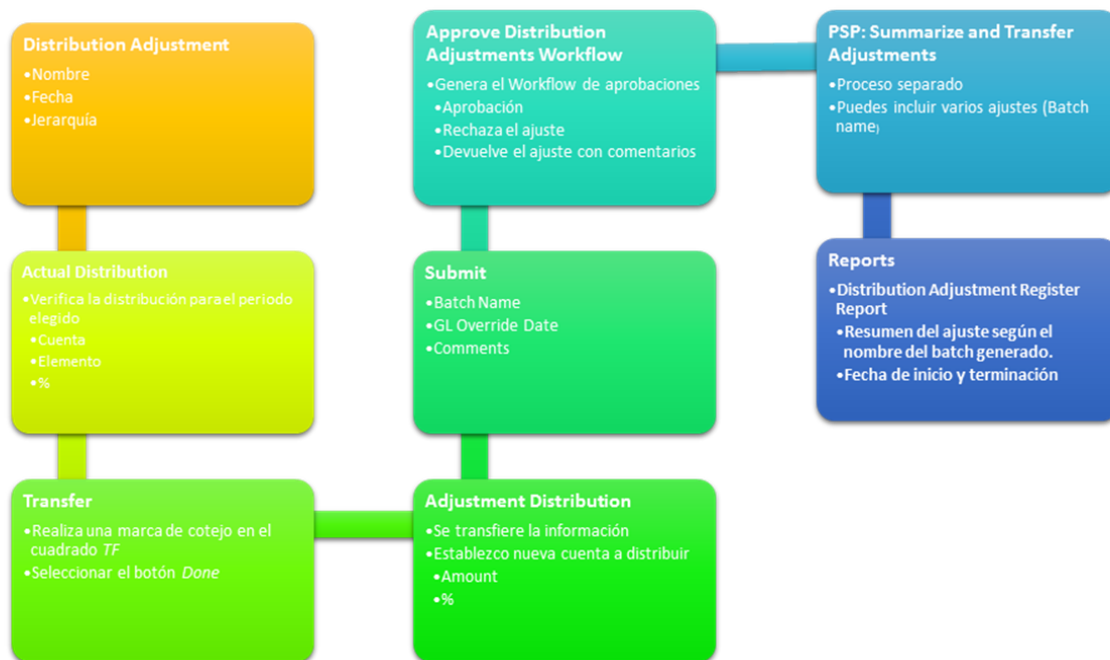 Distribution Adjustment
•Nombre
•Fecha
•Jerarquía
Actual Distribution
•Verifica la distribución para el periodo
elegido
•Cuenta
•Elemento
•%
Transfer
•Realiza una marca de cotejo en el
cuadrado TF
•Seleccionar el botón Done
Adjustment Distribution
•Se transfiere la información
•Establezco nueva cuenta a distribuir
•Amount
•%
Submit
•Batch Name
•GL Override Date
•Comments
Approve Distribution
Adjustments Workflow
•Genera el Workflow de aprobaciones
•Aprobación
•Rechaza el ajuste
•Devuelve el ajuste con comentarios
PSP: Summarize and Transfer
Adjustments
•Proceso separado
•Puedes incluir varios ajustes (Batch
name)
Reports
•Distribution Adjustment Register
Report
•Resumen del ajuste según el
nombre del batch generado.
•Fecha de inicio y terminación